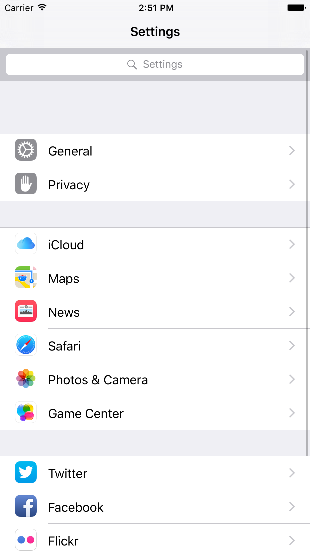 Carrier 2:51 PM
Settings
Settings
General
Privacy
iCloud
Maps
News
Safari
Photos & Camera
Game Center
Twitter
Facebook
Flickr